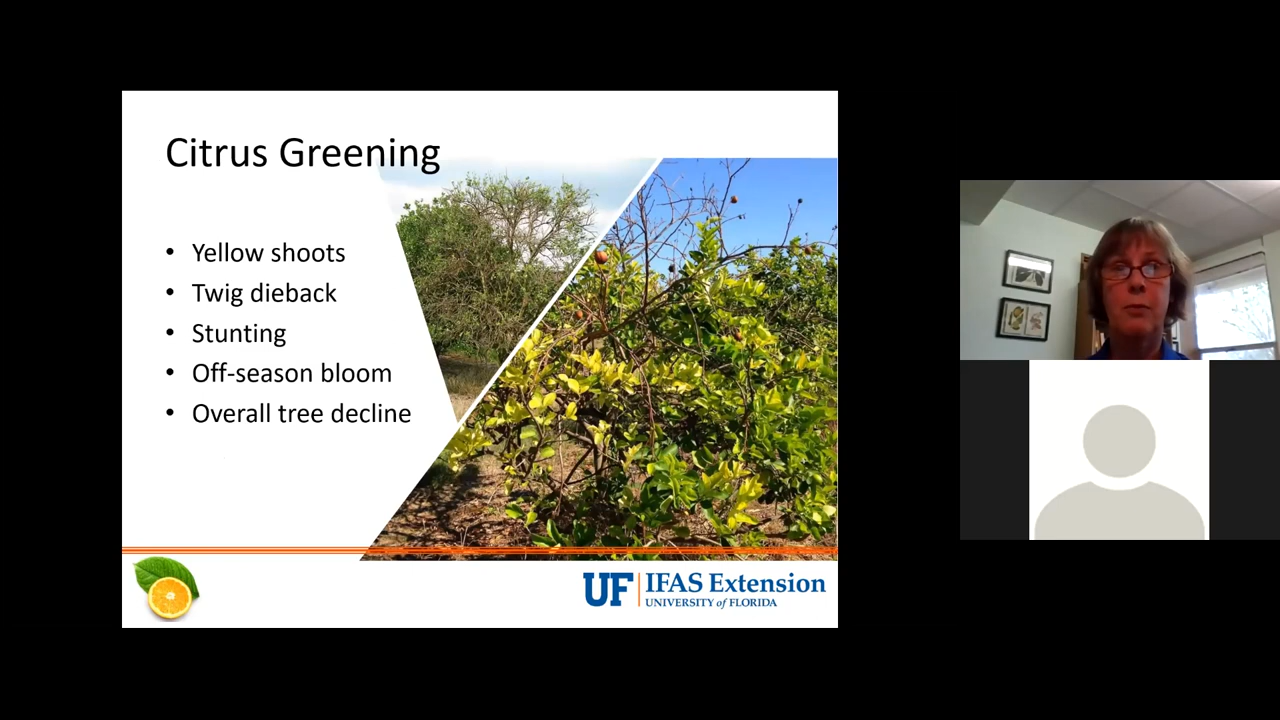 Citrus Greening
• Yellow shoots
• Twig dieback
• Stunting
• Off-season bloom
• Overall tree decline
UF IFAS Extension
UNIVERSITY of FLORIDA